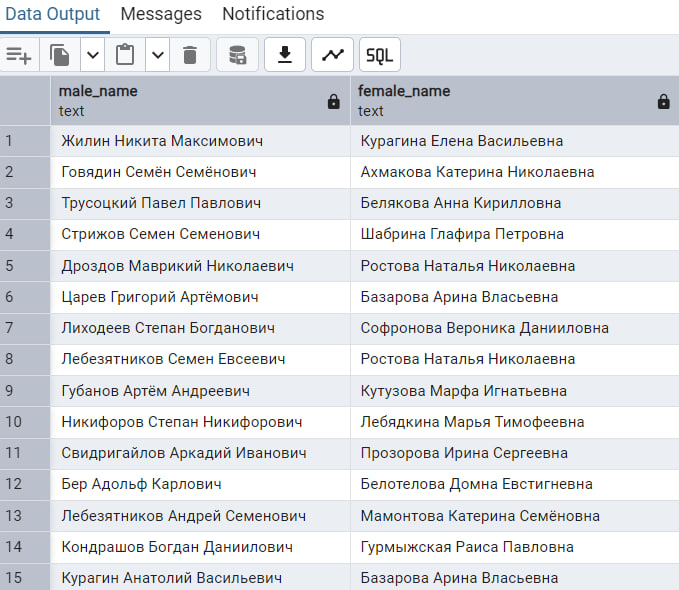 Data Output Messages Notifications
SQL
male_name female_name
text text
1 Жилин Никита Максимович Курагина Елена Васильевна
2 Говядин Семён Семёнович Ахмакова Катерина Николаевна
3 Трусоцкий Павел Павлович Белякова Анна Кирилловна
4 Стрижов Семен Семенович Шабрина Глафира Петровна
5 Дроздов Маврикий Николаевич Ростова Наталья Николаевна
6 Царев Григорий Артёмович Базарова Арина Власьевна
7 Лиходеев Степан Богданович Софронова Вероника Данииловна
8 Лебезятников Семен Евсеевич Ростова Наталья Николаевна
9 Губанов Артём Андреевич Кутузова Марфа Игнатьевна
10 Никифоров Степан Никифорович Лебядкина Марья Тимофеевна
11 Свидригайлов Аркадий Иванович Прозорова Ирина Сергеевна
12 Бер Адольф Карлович Белотелова Домна Евстигневна
13 Лебезятников Андрей Семенович Мамонтова Катерина Семёновна
14 Кондрашов Богдан Даниилович Гурмыжская Раиса Павловна
15 Курагин Анатолий Васильевич Базарова Арина Власьевна